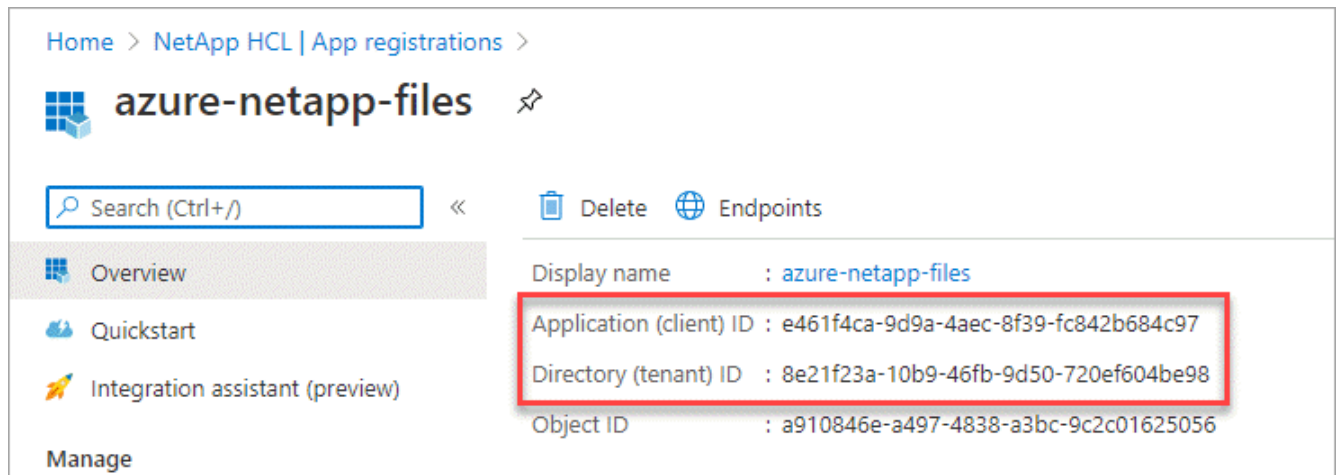 Home > NetApp HCL | App registrations >
azure-netapp-files
Search (Ctrl+/)
«
Delete Endpoints
Overview
Display name : azure-netapp-files
Application (client) ID : e461f4ca-9d9a-4aec-8f39-fc842b684c97
Quickstart
Directory (tenant) ID : 8e21f23a-10b9-46fb-9d50-720ef604be98
Integration assistant (preview)
Object ID : a910846e-a497-4838-a3bc-9c2c01625056
Manage